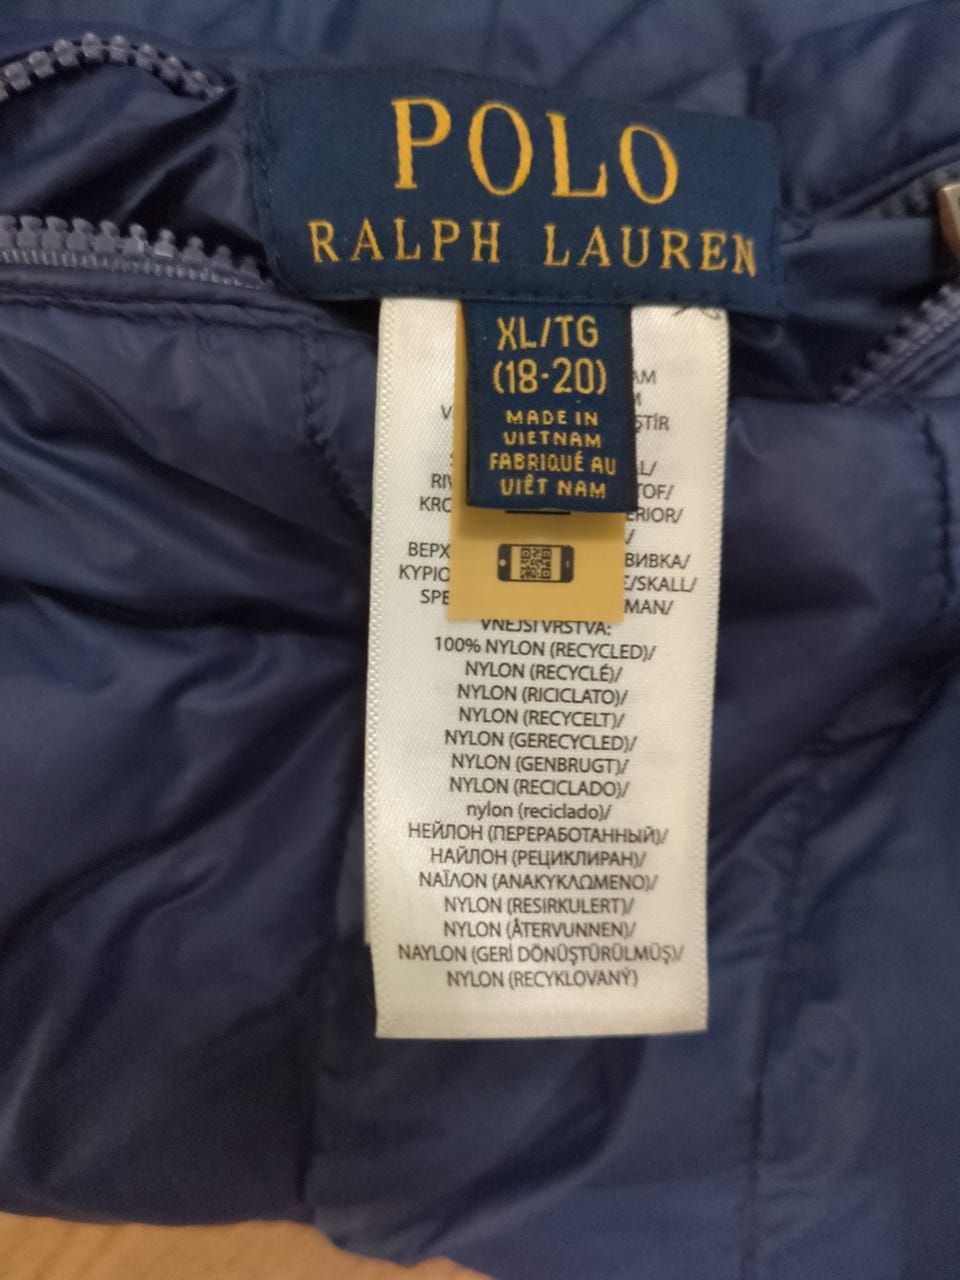 POLO
RALPH LAUREN
XL/TG
(18-20)
MADE IN
VIETNAM
FABRIQUÉ AU
VIÊT NAM
VNĚJŠÍ VRSTVA:
100% NYLON (RECYCLED)/
NYLON (RECYCLÉ)/
NYLON (RICICLATO)/
NYLON (RECYCELT)/
NYLON (GERECYCLED)/
NYLON (GENBRUGT)/
NYLON (RECICLADO)/
nylon (reciclado)/
НЕЙЛОН (ПЕРЕРАБОТАННЫЙ)/
НАЙЛОН (РЕЦИКЛИРАН)/
ΝΑΪΛΟΝ (ΑΝΑΚΥΚΛΩΜΕΝΟ)/
NYLON (RESIRKULERT)/
NYLON (ÅTERVUNNEN)/
NAYLON (GERİ DÖNÜŞTÜRÜLMÜŞ)/
NYLON (RECYKLOVANÝ)